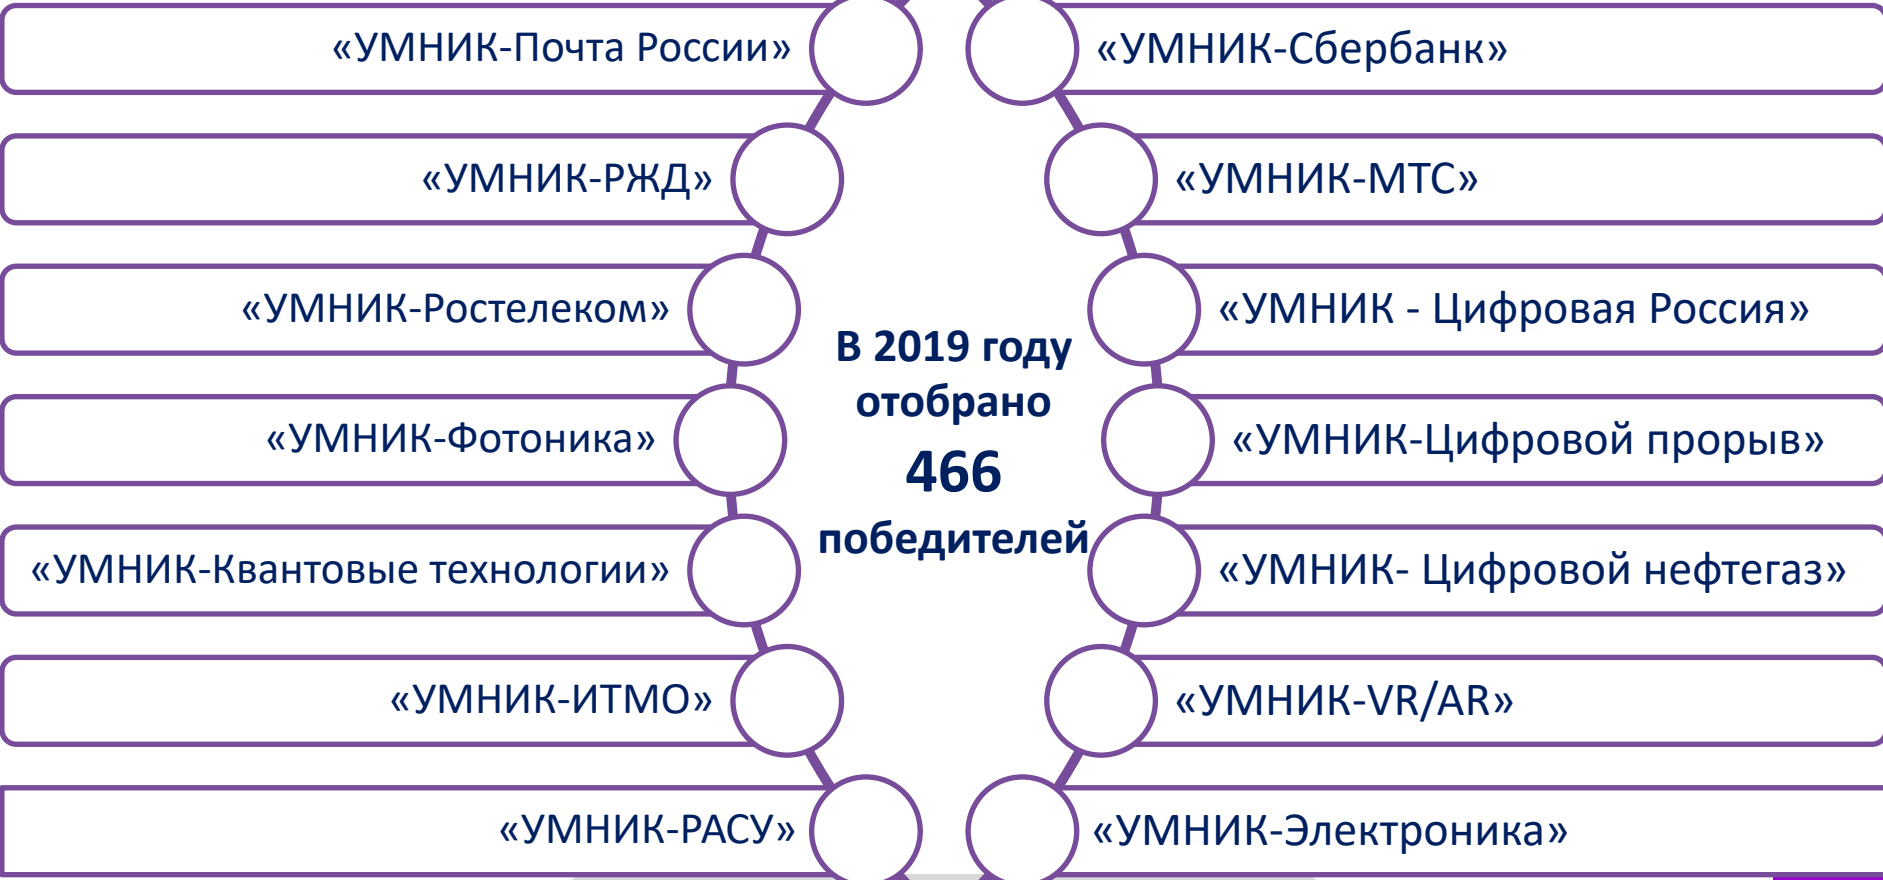 «УМНИК-Почта России»
«УМНИК-РЖД»
«УМНИК-Ростелеком»
«УМНИК-Фотоника»
«УМНИК-Квантовые технологии»
«УМНИК-ИТМО»
«УМНИК-РАСУ»
В 2019 году
отобрано
466
победителей
«УМНИК-Сбербанк»
«УМНИК-МТС»
«УМНИК - Цифровая Россия»
«УМНИК-Цифровой прорыв»
«УМНИК- Цифровой нефтегаз»
«УМНИК-VR/AR»
«УМНИК-Электроника»